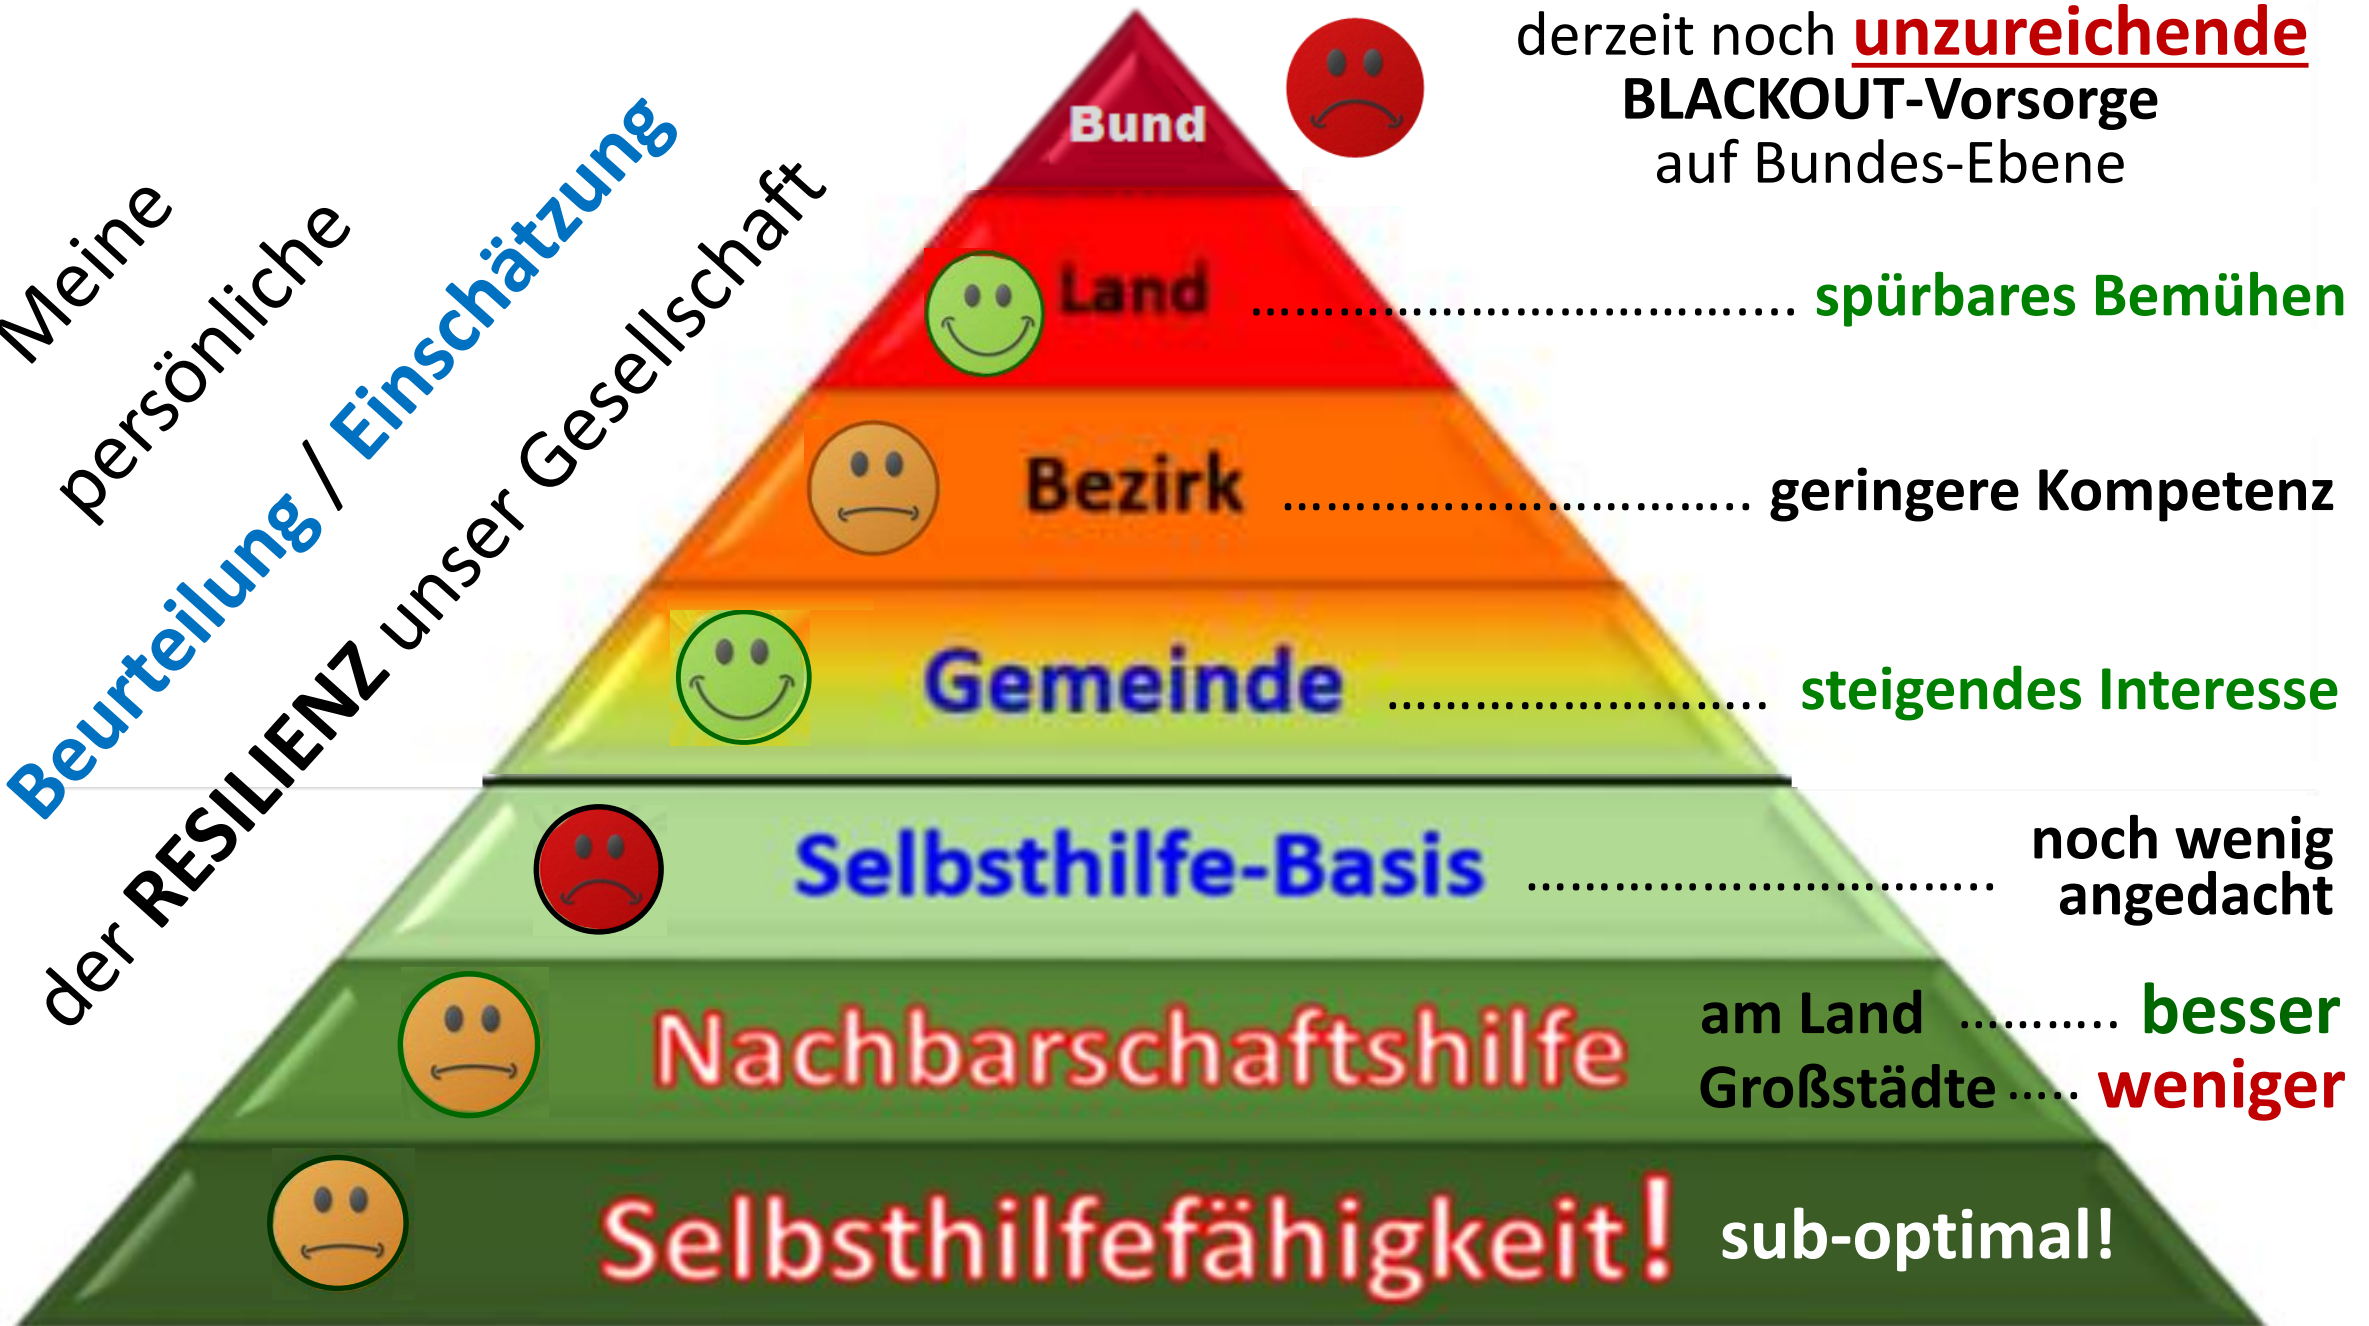 Meine
persönliche
Beurteilung / Einschätzung
der RESILIENZ unser Gesellschaft
Bund
derzeit noch unzureichende
BLACKOUT-Vorsorge
auf Bundes-Ebene
Land ........................................ spürbares Bemühen
Bezirk .................................. geringere Kompetenz
Gemeinde ............................ steigendes Interesse
Selbsthilfe-Basis ................................... noch wenig
angedacht
Nachbarschaftshilfe
am Land ........... besser
Großstädte ..... weniger
Selbsthilfefähigkeit! sub-optimal!